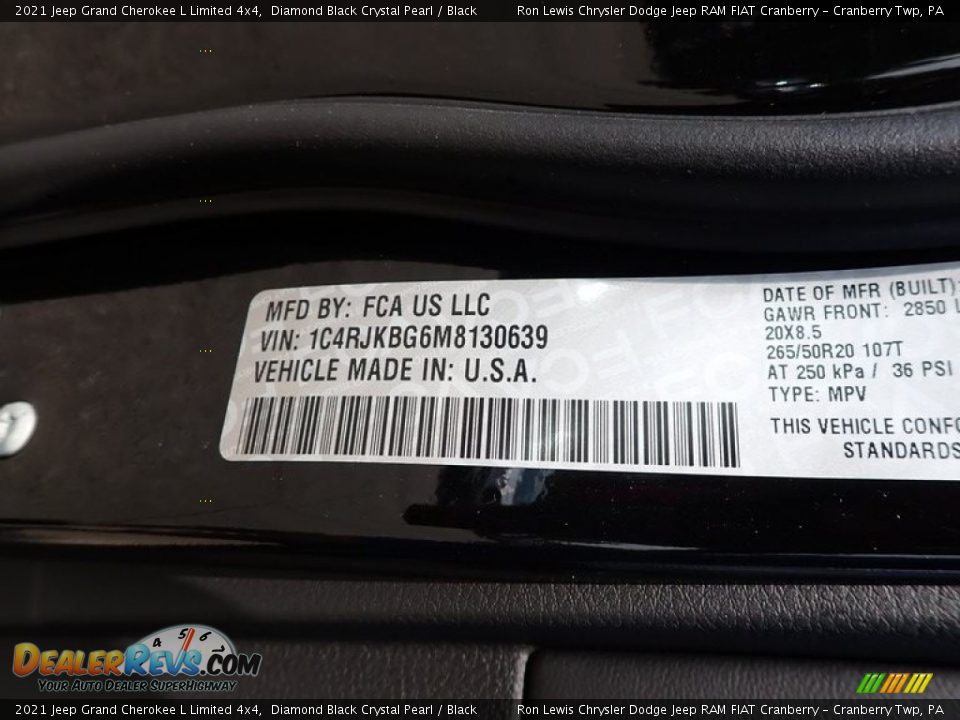 2021 Jeep Grand Cherokee L Limited 4x4, Diamond Black Crystal Pearl / Black Ron Lewis Chrysler Dodge Jeep RAM FIAT Cranberry - Cranberry Twp, PA
MFD BY: FCA US LLC
VIN: 1C4RJKBG6M8130639
VEHICLE MADE IN: U.S.A.
DATE OF MFR (BUILT):
GAWR FRONT: 2850
20X8.5
265/50R20 107T
AT 250 kPa / 36 PSI
TYPE: MPV
THIS VEHICLE CONFO
STANDARDS
4 5 6
DEALERREVS.COM
YOUR AUTO DEALER SUPERHIGHWAY
2021 Jeep Grand Cherokee L Limited 4x4, Diamond Black Crystal Pearl / Black Ron Lewis Chrysler Dodge Jeep RAM FIAT Cranberry - Cranberry Twp, PA